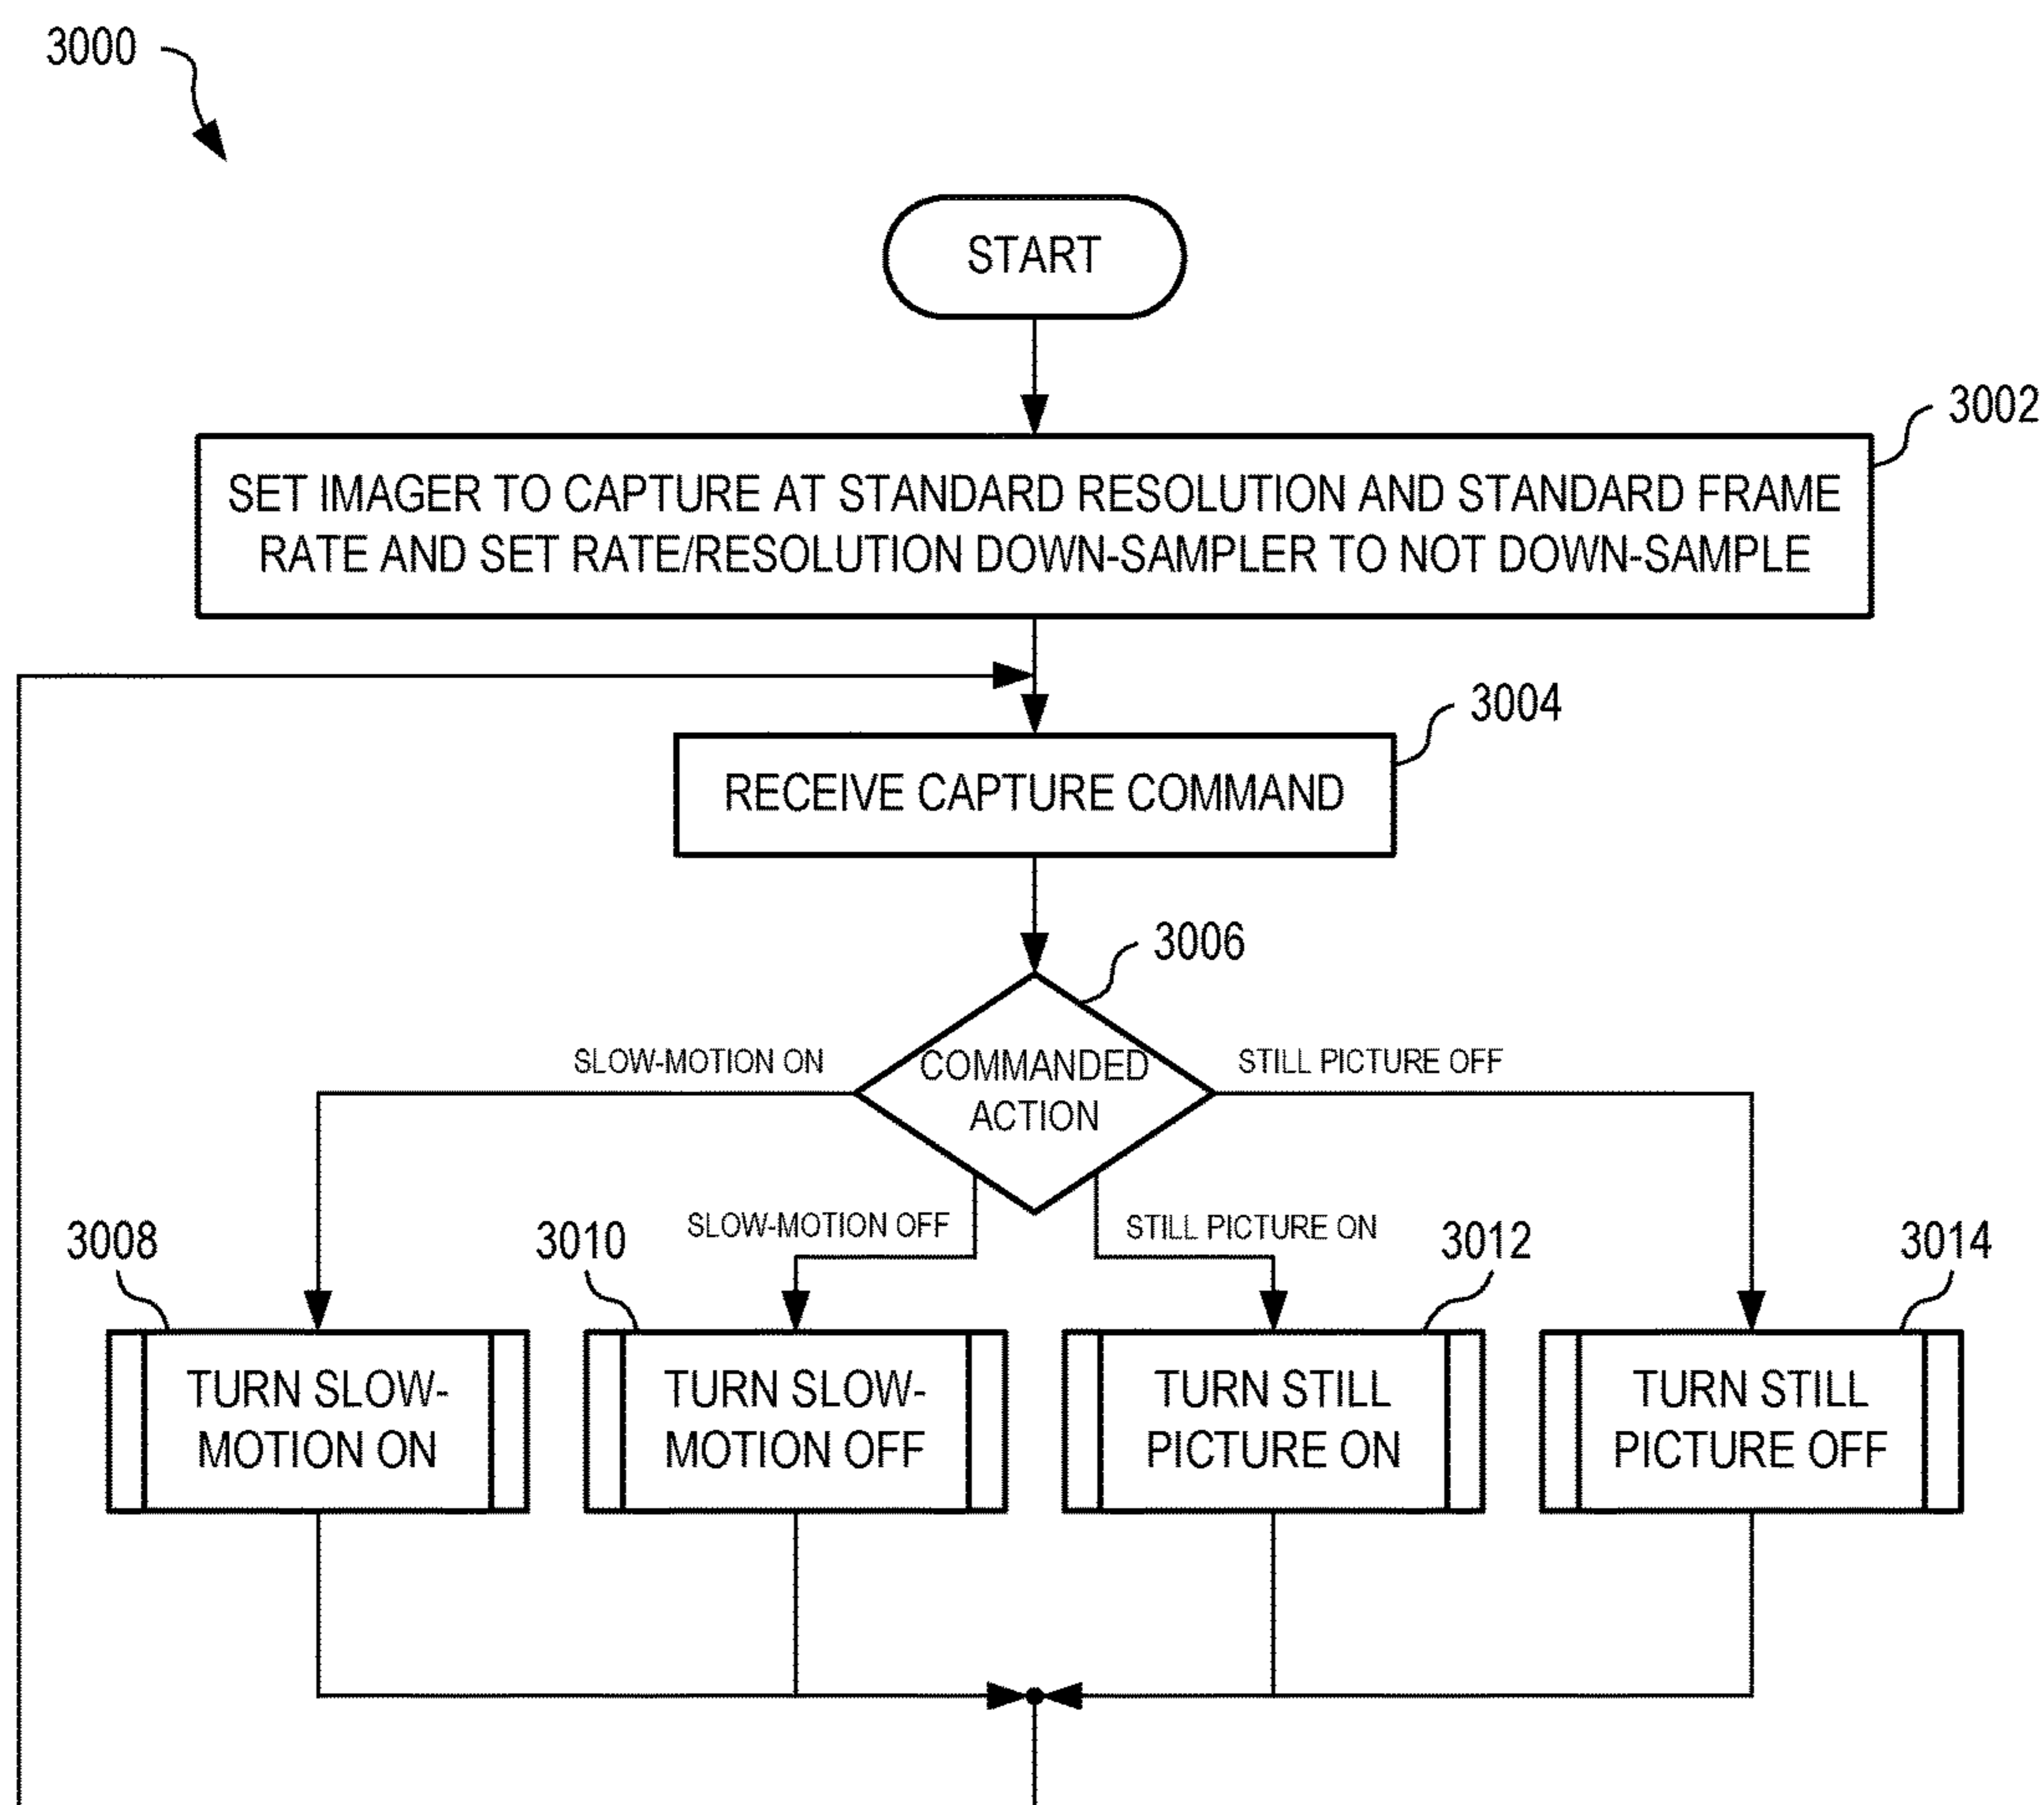 3000
START
3002
SET IMAGER TO CAPTURE AT STANDARD RESOLUTION AND STANDARD FRAME
RATE AND SET RATE/RESOLUTION DOWN-SAMPLER TO NOT DOWN-SAMPLE
3004
RECEIVE CAPTURE COMMAND
3006
COMMANDED
ACTION
SLOW-MOTION ON
STILL PICTURE OFF
SLOW-MOTION OFF
STILL PICTURE ON
3008
3010
3012
3014
TURN SLOW-
MOTION ON
TURN SLOW-
MOTION OFF
TURN STILL
PICTURE ON
TURN STILL
PICTURE OFF